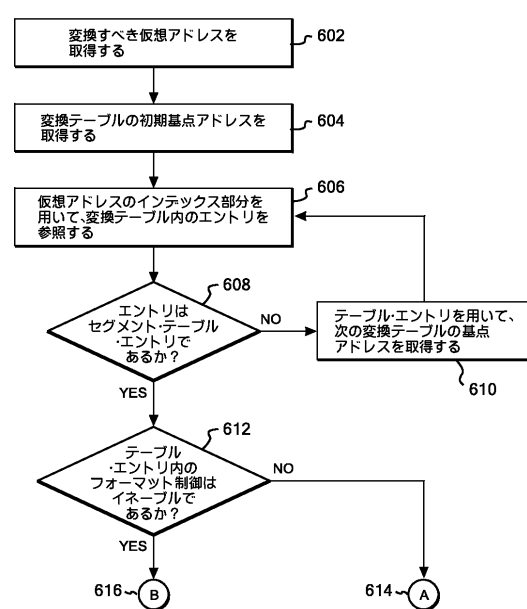 変換すべき仮想アドレスを
取得する
602
変換テーブルの初期基点アドレスを
取得する
604
仮想アドレスのインデックス部分を
用いて、変換テーブル内のエントリを
参照する
606
エントリは
セグメント・テーブル
・エントリで
あるか?
608
NO
テーブル・エントリを用いて、
次の変換テーブルの基点
アドレスを取得する
610
YES
テーブル
・エントリ内の
フォーマット制御は
イネーブルで
あるか?
612
NO
YES
616
B
614
A